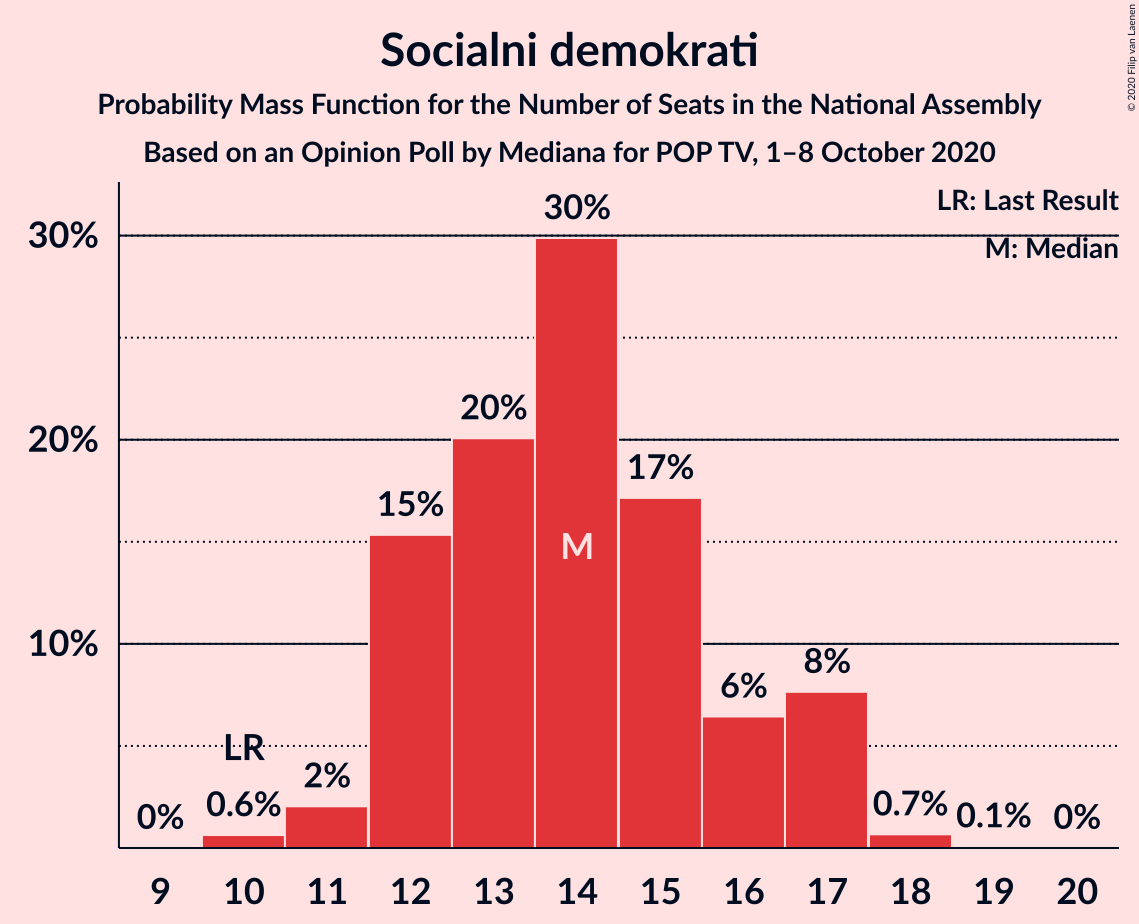 Socialni demokrati
Probability Mass Function for the Number of Seats in the National Assembly
Based on an Opinion Poll by Mediana for POP TV, 1–8 October 2020
© 2020 Filip van Laenen
LR: Last Result
M: Median
30%
20%
10%
0%
0.6%
LR
2%
15%
20%
30%
M
17%
6%
8%
0.7%
0.1%
0%
9 10 11 12 13 14 15 16 17 18 19 20